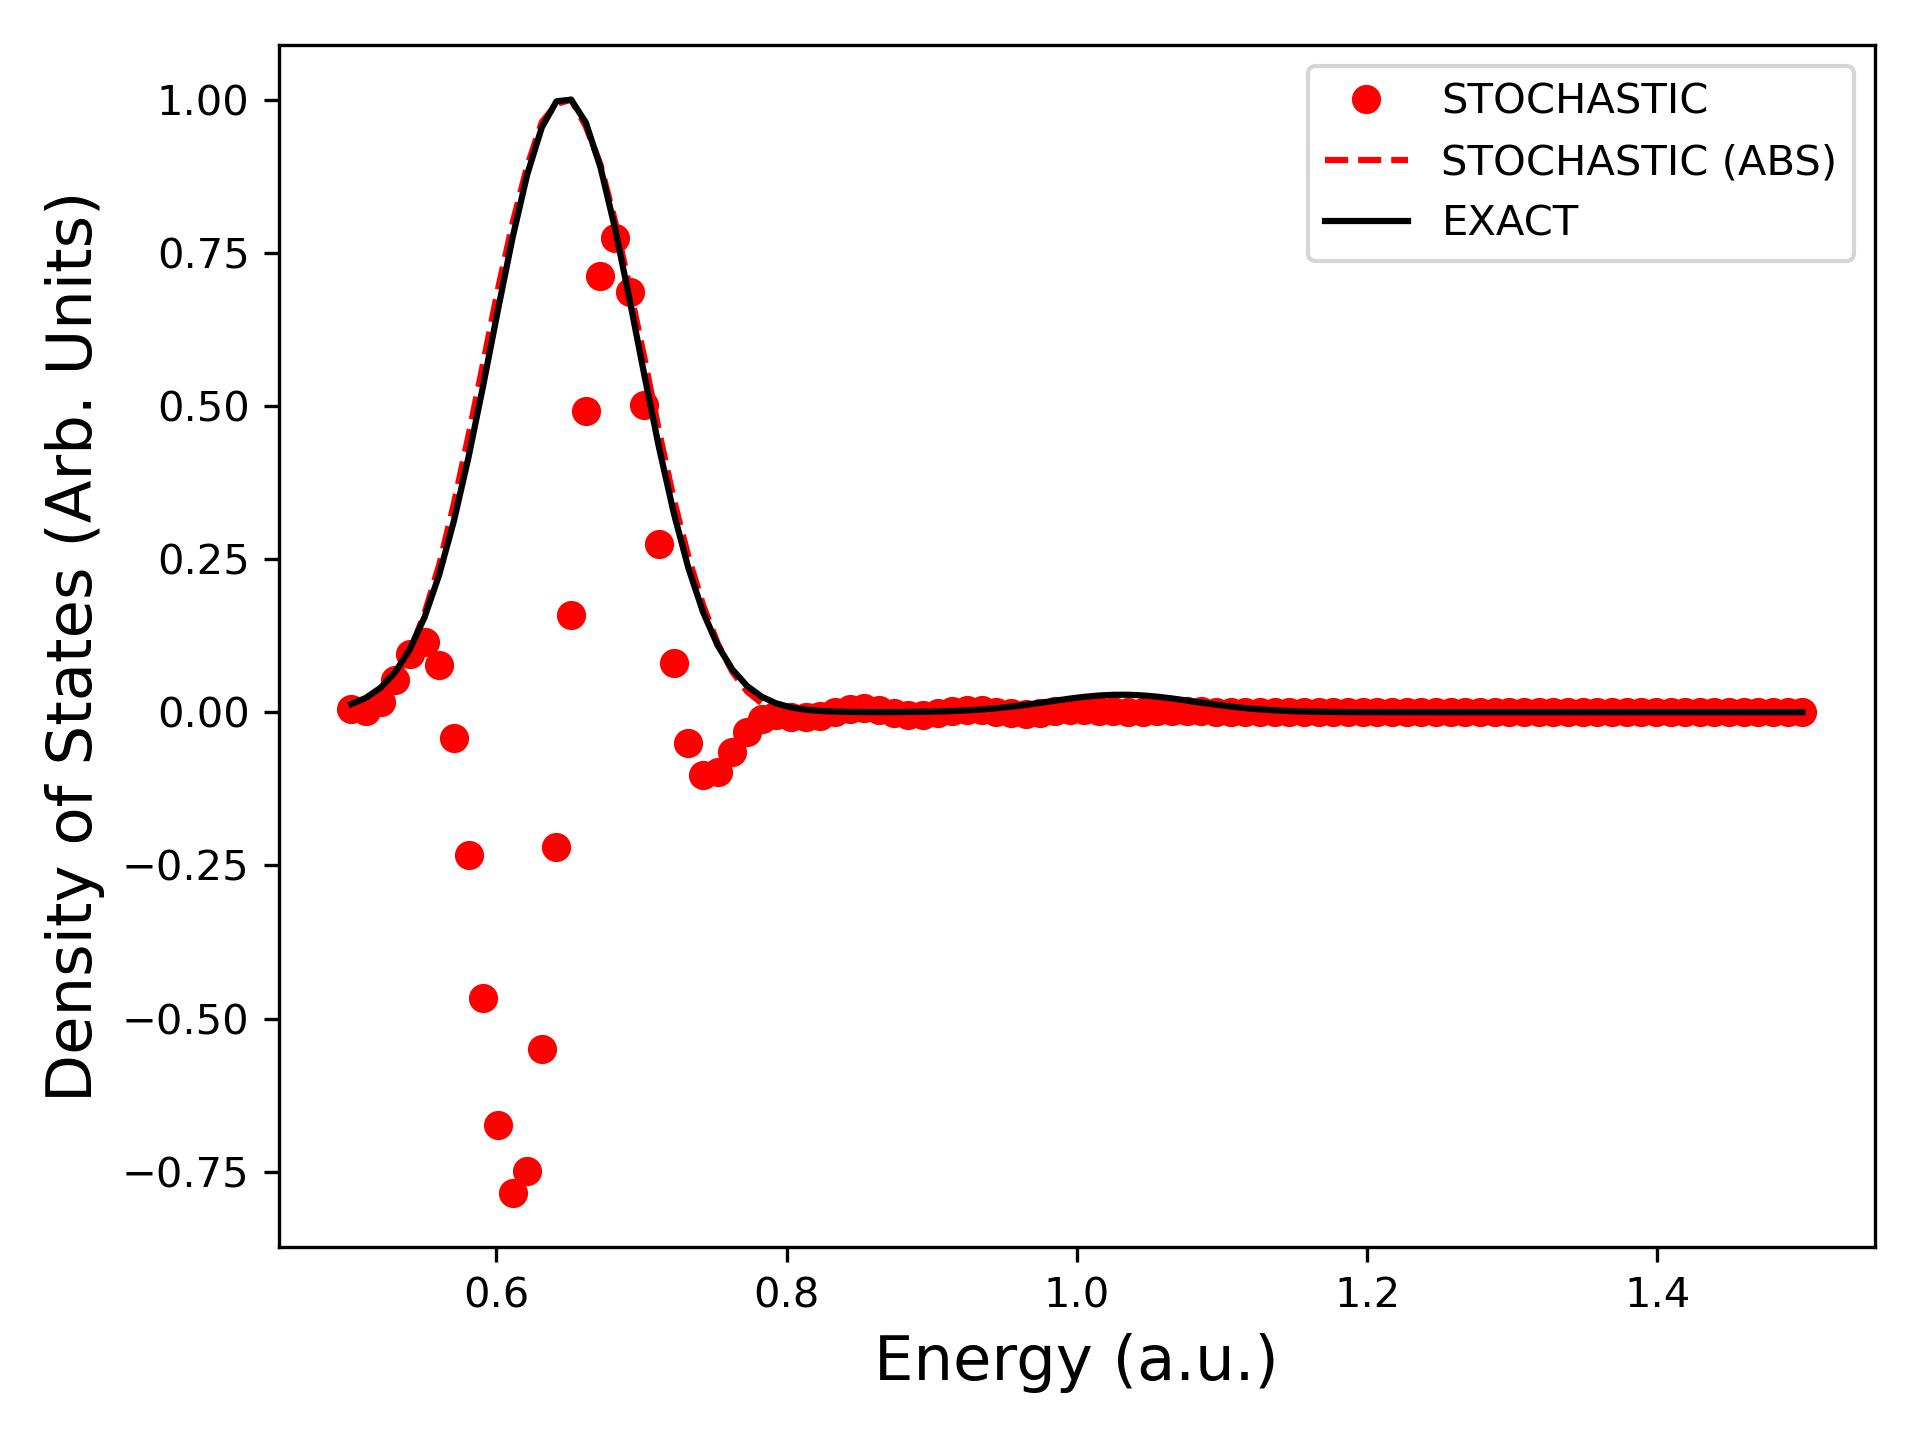 1.00
0.75
0.50
0.25
0.00
−0.25
−0.50
−0.75
Density of States (Arb. Units)
STOCHASTIC
STOCHASTIC (ABS)
EXACT
0.6 0.8 1.0 1.2 1.4
Energy (a.u.)